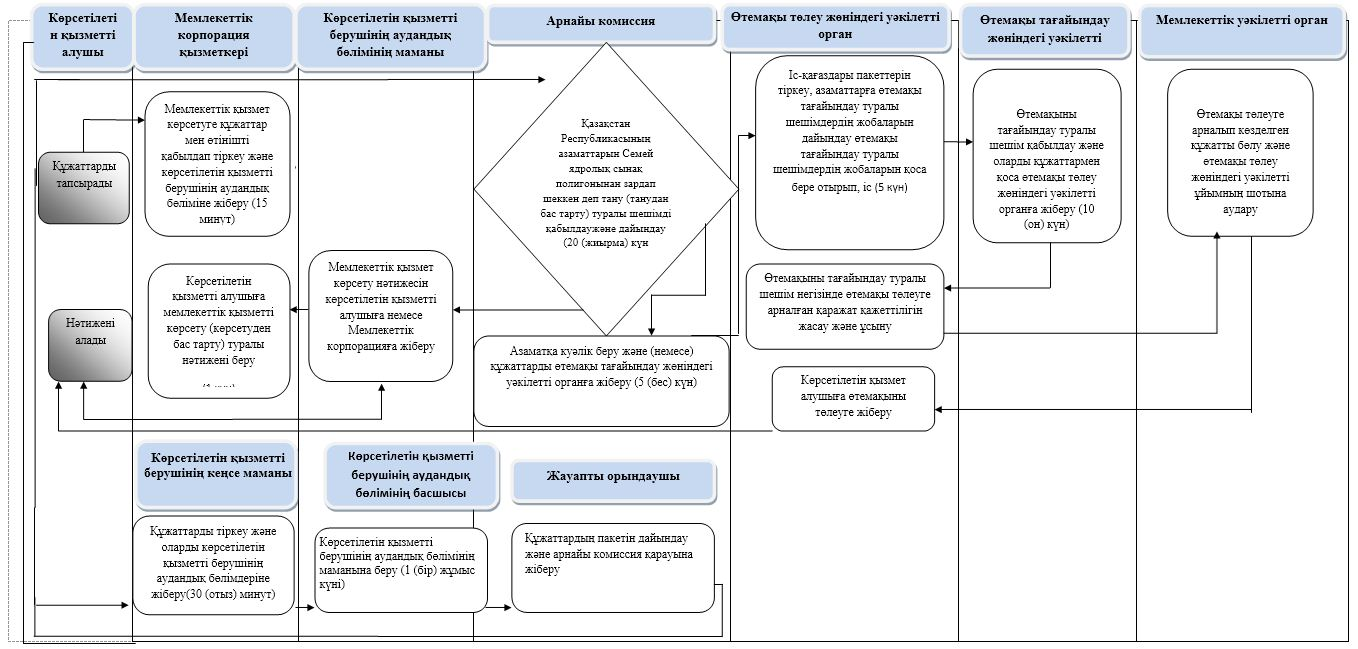 Көрсетілеті
н қызметті
алушы
Мемлекеттік
корпорация
қызметкері
Көрсетілетін қызметті
берушінің аудандық
бөлімінің маманы
Арнайы комиссия
Өтемақы төлеу жөніндегі уәкілетті
орган
Өтемақы тағайындау
жөніндегі уәкілетті
Мемлекеттік уәкілетті орган
Құжаттарды
тапсырады
Мемлекеттік қызмет
көрсетуге құжаттар
мен өтінішті
қабылдап тіркеу және
көрсетілетін қызметті
берушінің аудандық
бөліміне жіберу (15
минут)
Қазақстан
Республикасының
азаматтарын Семей
ядролық сынақ
полигонынан зардап
шеккен деп тану (танудан
бас тарту) туралы шешімді
қабылдаужәне дайындау
(20 (жиырма) күн
Іс-қағаздары пакеттерін
тіркеу, азаматтарға өтемақы
тағайындау туралы
шешімдердің жобаларын
дайындау өтемақы
тағайындау туралы
шешімдердің жобаларын қоса
бере отырып, іс (5 күн)
Өтемақыны
тағайындау туралы
шешім қабылдау және
оларды құжаттармен
қоса өтемақы төлеу
жөніндегі уәкілетті
органға жіберу (10
(он) күн)
Өтемақы төлеуге
арналып көзделген
құжатты бөлу және
өтемақы төлеу
жөніндегі уәкілетті
ұйымның шотына
аудару
Нәтижені
алады
Көрсетілетін
қызметті алушыға
мемлекеттік қызметті
көрсету (көрсетуден
бас тарту) туралы
нәтижені беру
Мемлекеттік қызмет
көрсету нәтижесін
көрсетілетін қызметті
алушыға немесе
Мемлекеттік
корпорацияға жіберу
Азаматқа куәлік беру және (немесе)
құжаттарды өтемақы тағайындау жөніндегі
уәкілетті органға жіберу (5 (бес) күн)
Өтемақыны тағайындау туралы
шешім негізінде өтемақы төлеуге
арналған қаражат қажеттілігін
жасау және ұсыну
Көрсетілетін қызмет
алушыға өтемақыны
төлеуге жіберу
Көрсетілетін қызметті
берушінің кеңсе маманы
Көрсетілетін қызметті
берушінің аудандық
бөлімінің басшысы
Жауапты орындаушы
Құжаттарды тіркеу және
оларды көрсетілетін
қызметті берушінің
аудандық бөлімдеріне
жіберу(30 (отыз) минут)
Көрсетілетін қызметті
берушінің аудандық бөлімінің
маманына беру (1 (бір) жұмыс
күні)
Құжаттардың пакетін дайындау
және арнайы комиссия қарауына
жіберу